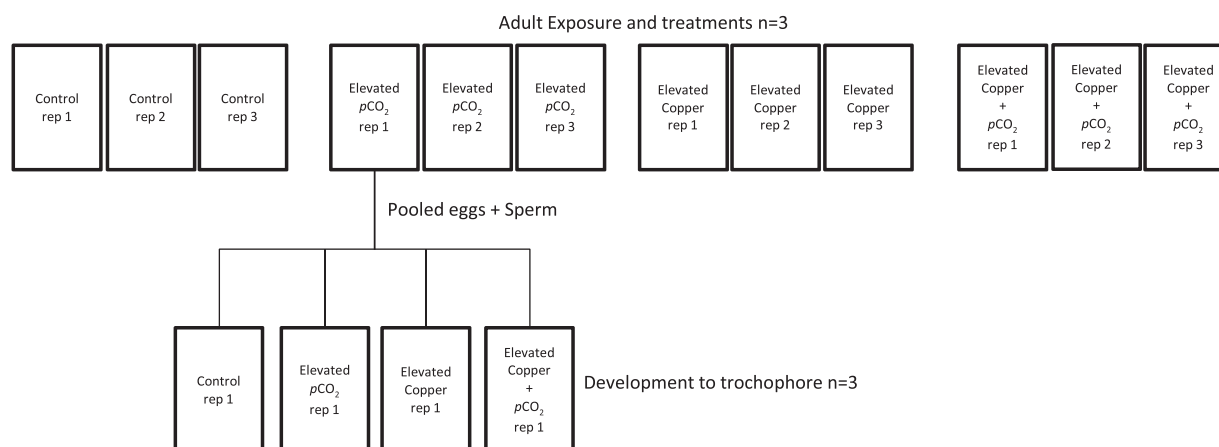 Adult Exposure and treatments n=3
Control
rep 1
Control
rep 2
Control
rep 3
Elevated
pCO₂
rep 1
Elevated
pCO₂
rep 2
Elevated
pCO₂
rep 3
Elevated
Copper
rep 1
Elevated
Copper
rep 2
Elevated
Copper
rep 3
Elevated
Copper
+
pCO₂
rep 1
Elevated
Copper
+
pCO₂
rep 2
Elevated
Copper
+
pCO₂
rep 3
Pooled eggs + Sperm
Control
rep 1
Elevated
pCO₂
rep 1
Elevated
Copper
rep 1
Elevated
Copper
+
pCO₂
rep 1
Development to trochophore n=3